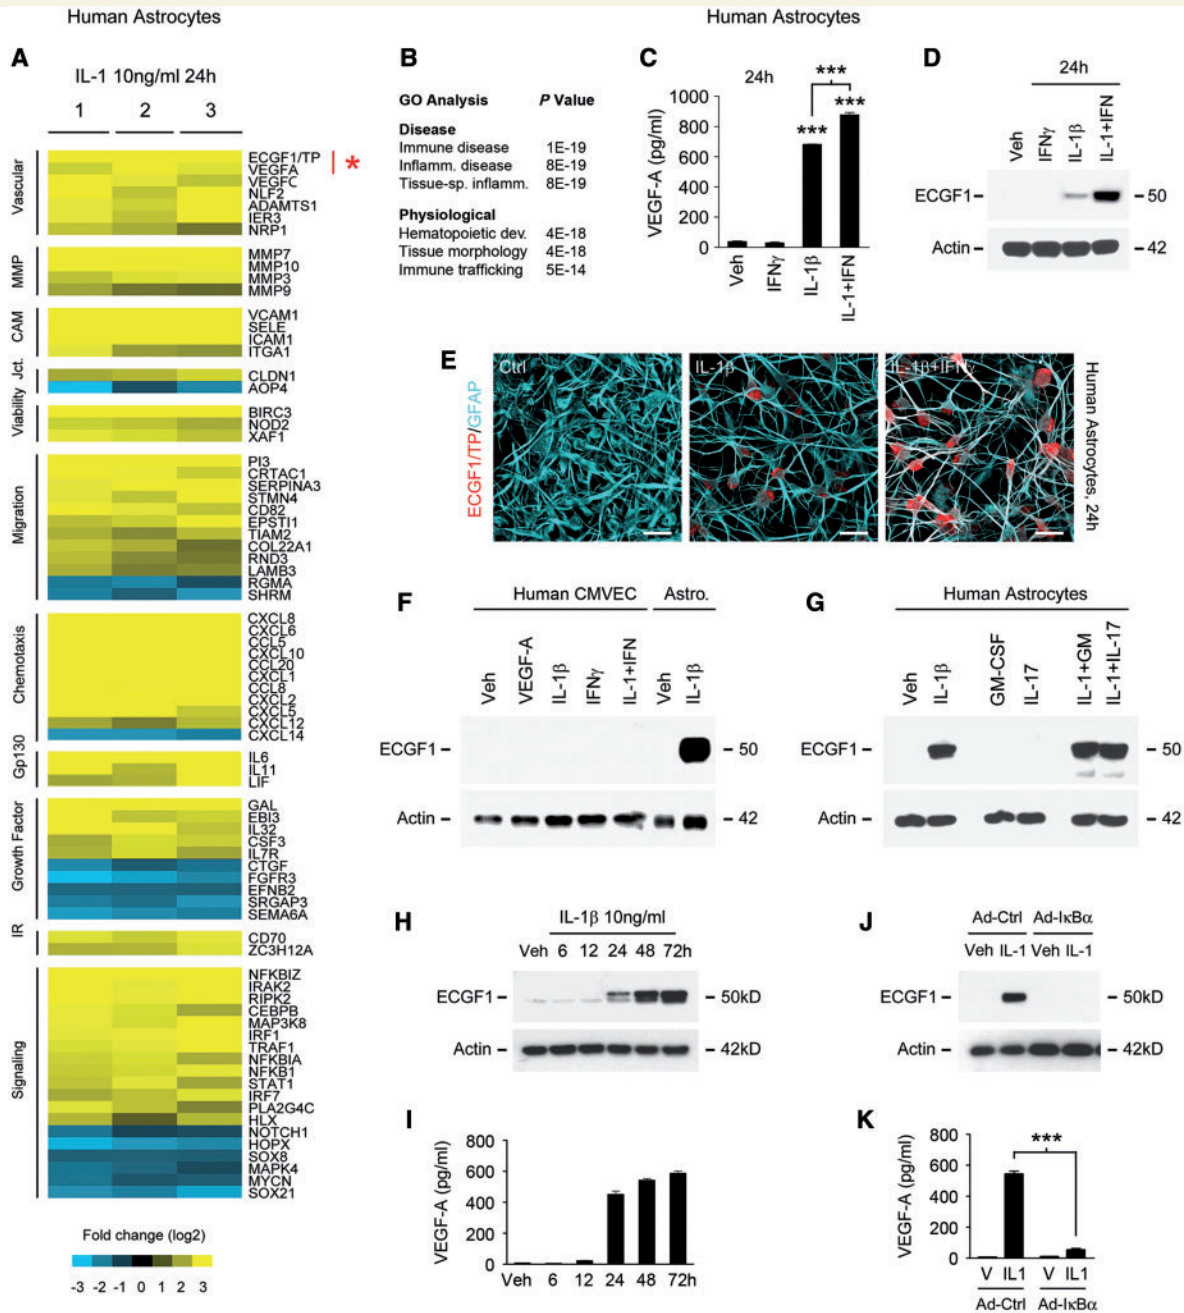 Human Astrocytes
A
IL-1 10ng/ml 24h
1 2 3
Vascular
ECGF1/TP
*
VEGFA
VEGFC
NLF2
ADAMTS1
IER3
NRP1
MMP
MMP7
MMP10
MMP3
MMP9
CAM
VCAM1
SELE
ICAM1
ITGA1
Jct.
CLDN1
AOP4
Viability
BIRC3
NOD2
XAF1
Migration
PI3
CRTAC1
SERPINA3
STMN4
CD82
EPSTI1
TIAM2
COL22A1
RND3
LAMB3
RGMA
SHRM
Chemotaxis
CXCL8
CXCL6
CCL5
CXCL10
CCL20
CXCL1
CCL8
CXCL2
CXCL5
CXCL12
CXCL14
Gp130
IL6
IL11
LIF
Growth Factor
GAL
EBI3
IL32
CSF3
IL7R
CTGF
FGFR3
EFNB2
SRGAP3
SEMA6A
IR
CD70
ZC3H12A
Signaling
NFKBIZ
IRAK2
RIPK2
CEBPB
MAP3K8
IRF1
TRAF1
NFKBIA
NFKB1
STAT1
IRF7
PLA2G4C
HLX
NOTCH1
HOPX
SOX8
MAPK4
MYCN
SOX21
Fold change (log2)
-3 -2 -1 0 1 2 3
Human Astrocytes
B
GO Analysis P Value
Disease
Immune disease 1E-19
Inflamm. disease 8E-19
Tissue-sp. inflamm. 8E-19
Physiological
Hematopoietic dev. 4E-18
Tissue morphology 4E-18
Immune trafficking 5E-14
C
24h
***
***
***
VEGF-A (pg/ml)
1000
800
600
400
200
0
Veh IFNγ IL-1β IL-1+IFN
D
24h
Veh IFNγ IL-1β IL-1+IFN
ECGF1 – – 50
Actin – – 42
E
ECGF1/TP/GFAP
Ctrl IL-1β IL-1β+IFNγ
Human Astrocytes, 24h
F
Human CMVEC Astro.
Veh VEGF-A IL-1β IFNγ IL-1+IFN Veh IL-1β
ECGF1 – – 50
Actin – – 42
G
Human Astrocytes
Veh IL-1β GM-CSF IL-17 IL-1+GM IL-1+IL-17
ECGF1 – – 50
Actin – – 42
H
IL-1β 10ng/ml
Veh 6 12 24 48 72h
ECGF1 – – 50kD
Actin – – 42kD
I
VEGF-A (pg/ml)
800
600
400
200
0
Veh 6 12 24 48 72h
J
Ad-Ctrl Ad-IκBα
Veh IL-1 Veh IL-1
ECGF1 – – 50kD
Actin – – 42kD
K
***
VEGF-A (pg/ml)
800
600
400
200
0
V IL1 V IL1
Ad-Ctrl Ad-IκBα